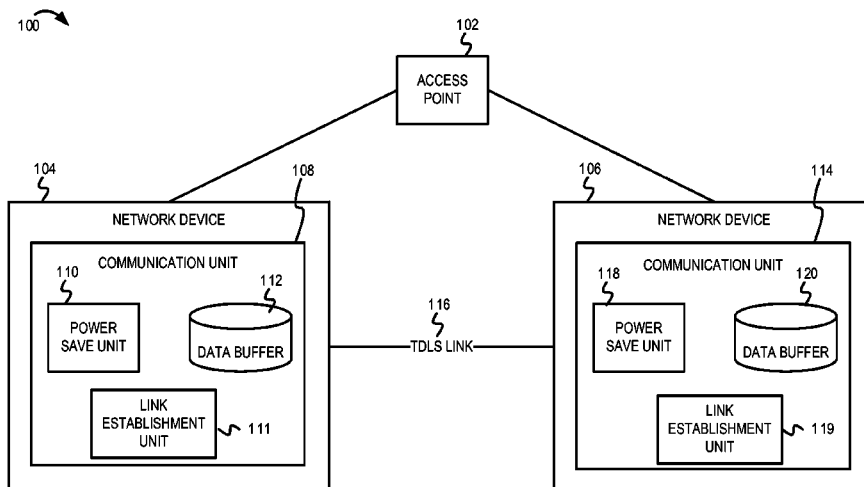 100
102
ACCESS
POINT
104
108
106
114
NETWORK DEVICE
NETWORK DEVICE
COMMUNICATION UNIT
COMMUNICATION UNIT
110
112
116
118
120
POWER
SAVE UNIT
DATA BUFFER
TDLS LINK
POWER
SAVE UNIT
DATA BUFFER
LINK
ESTABLISHMENT
UNIT
111
LINK
ESTABLISHMENT
UNIT
119